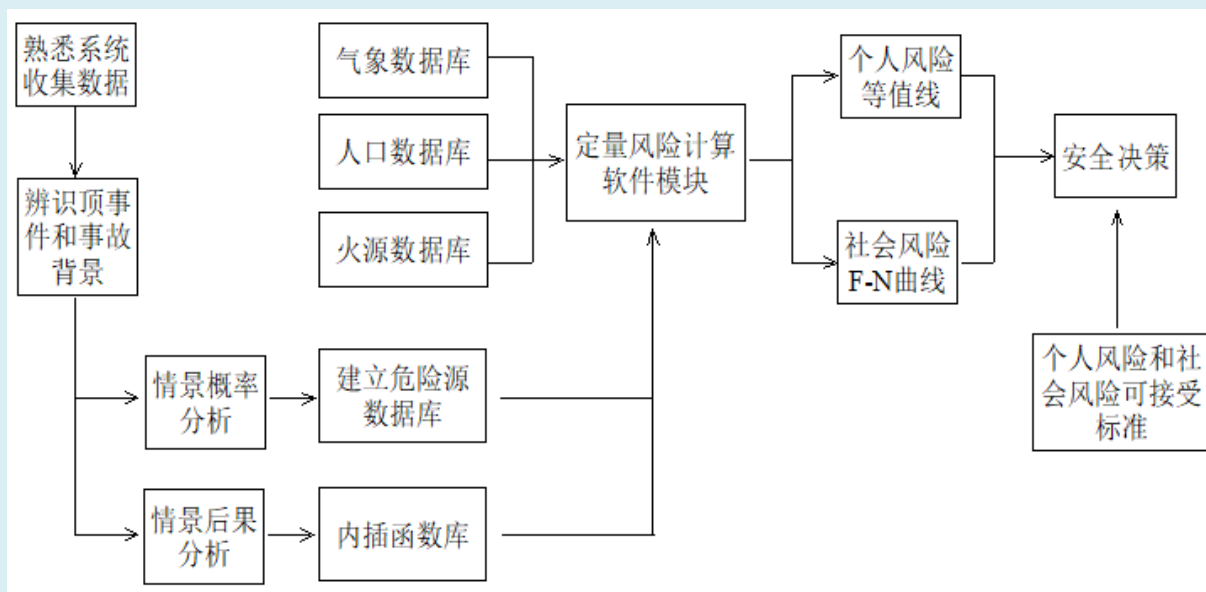 熟悉系统
收集数据
辨识顶事
件和事故
背景
情景概率
分析
情景后果
分析
气象数据库
人口数据库
火源数据库
建立危险源
数据库
内插函数库
定量风险计算
软件模块
个人风险
等值线
社会风险
F-N曲线
安全决策
个人风险和社
会风险可接受
标准